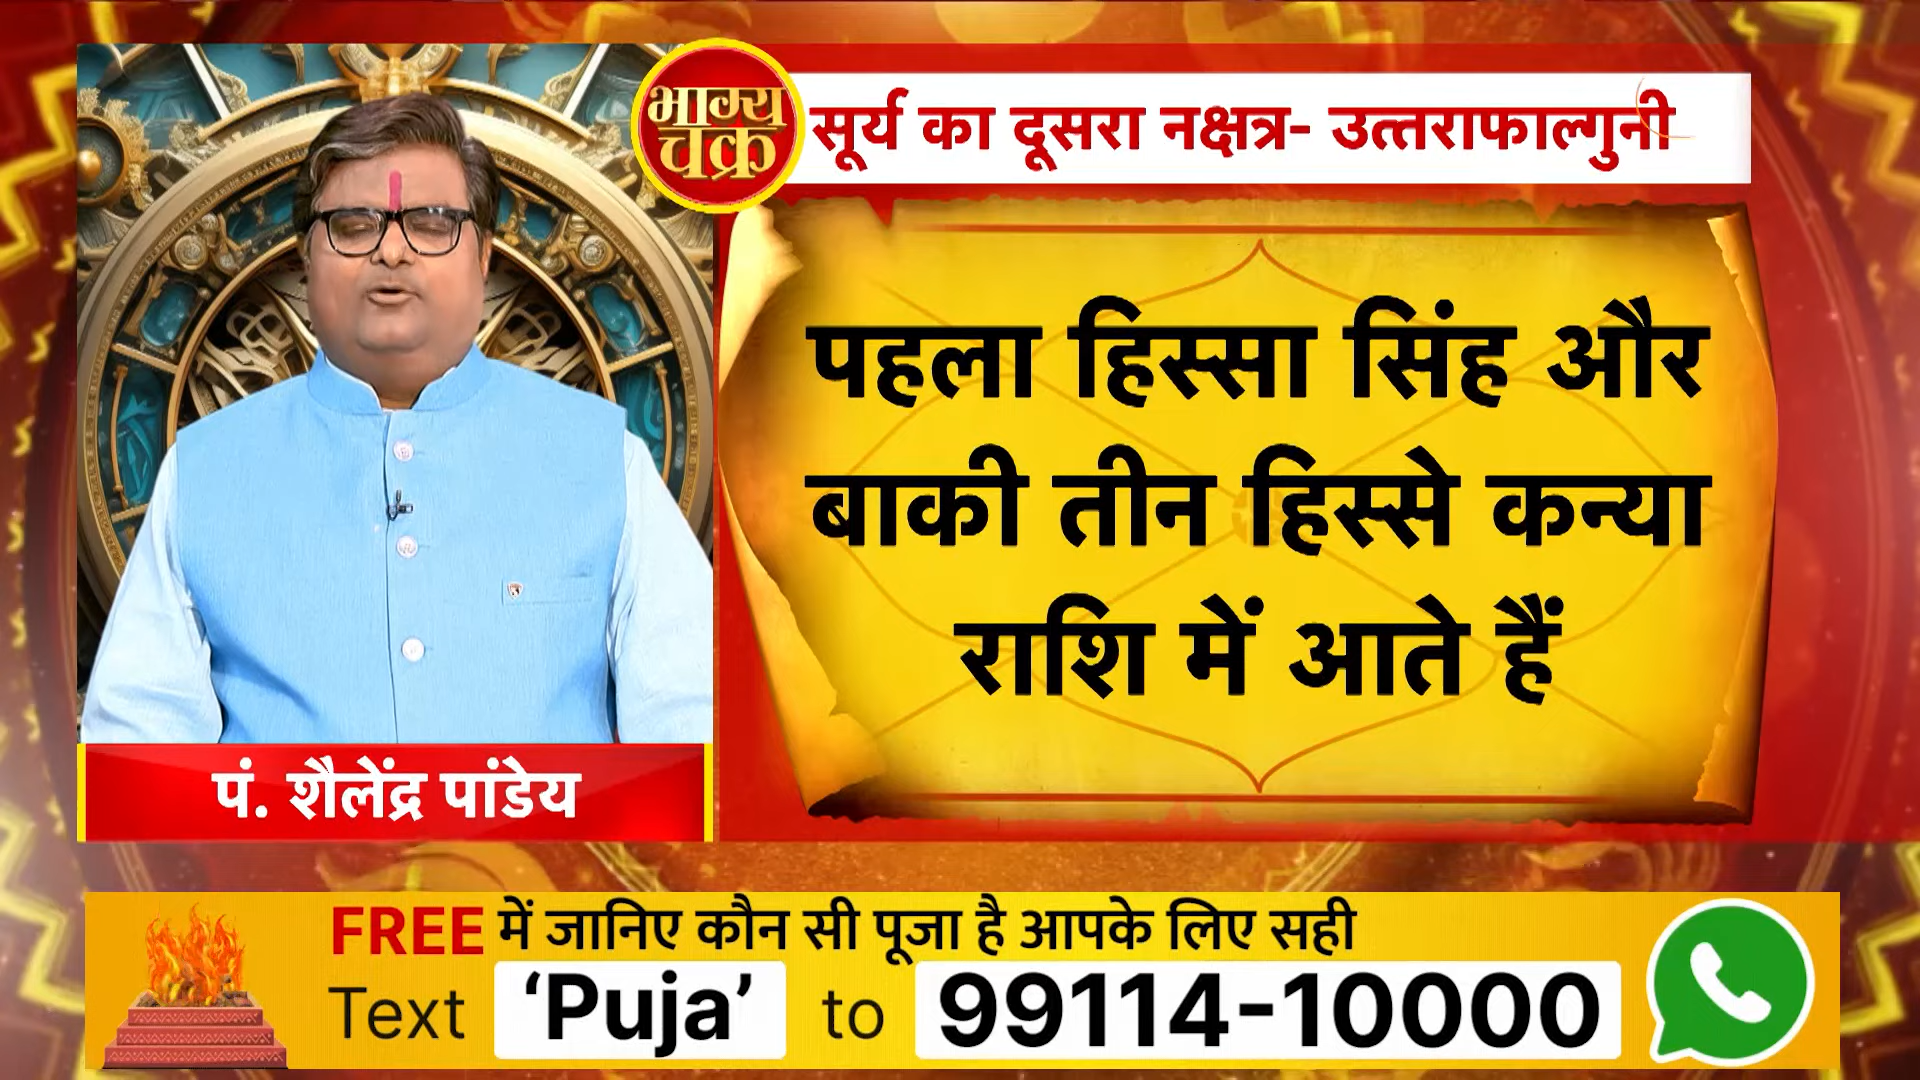 भाग्य
चक्र
सूर्य का दूसरा नक्षत्र- उत्तराफाल्गुनी
पहला हिस्सा सिंह और
बाकी तीन हिस्से कन्या
राशि में आते हैं
पं. शैलेंद्र पांडेय
FREE में जानिए कौन सी पूजा है आपके लिए सही
Text ‘Puja’ to 99114-10000